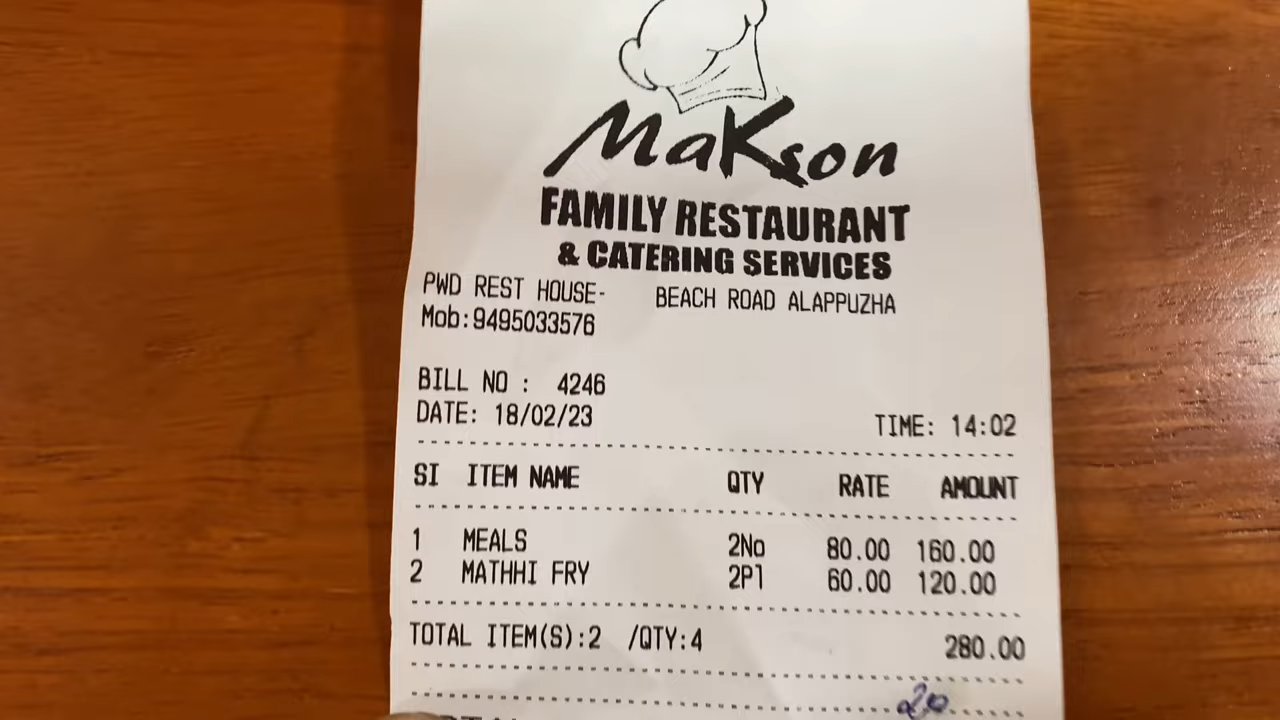 MaKson
FAMILY RESTAURANT
& CATERING SERVICES
PWD REST HOUSE- BEACH ROAD ALAPPUZHA
Mob:9495033576
BILL NO : 4246
DATE: 18/02/23 TIME: 14:02
SI ITEM NAME QTY RATE AMOUNT
1 MEALS 2No 80.00 160.00
2 MATHHI FRY 2Pl 60.00 120.00
TOTAL ITEM(S):2 /QTY:4 280.00
20